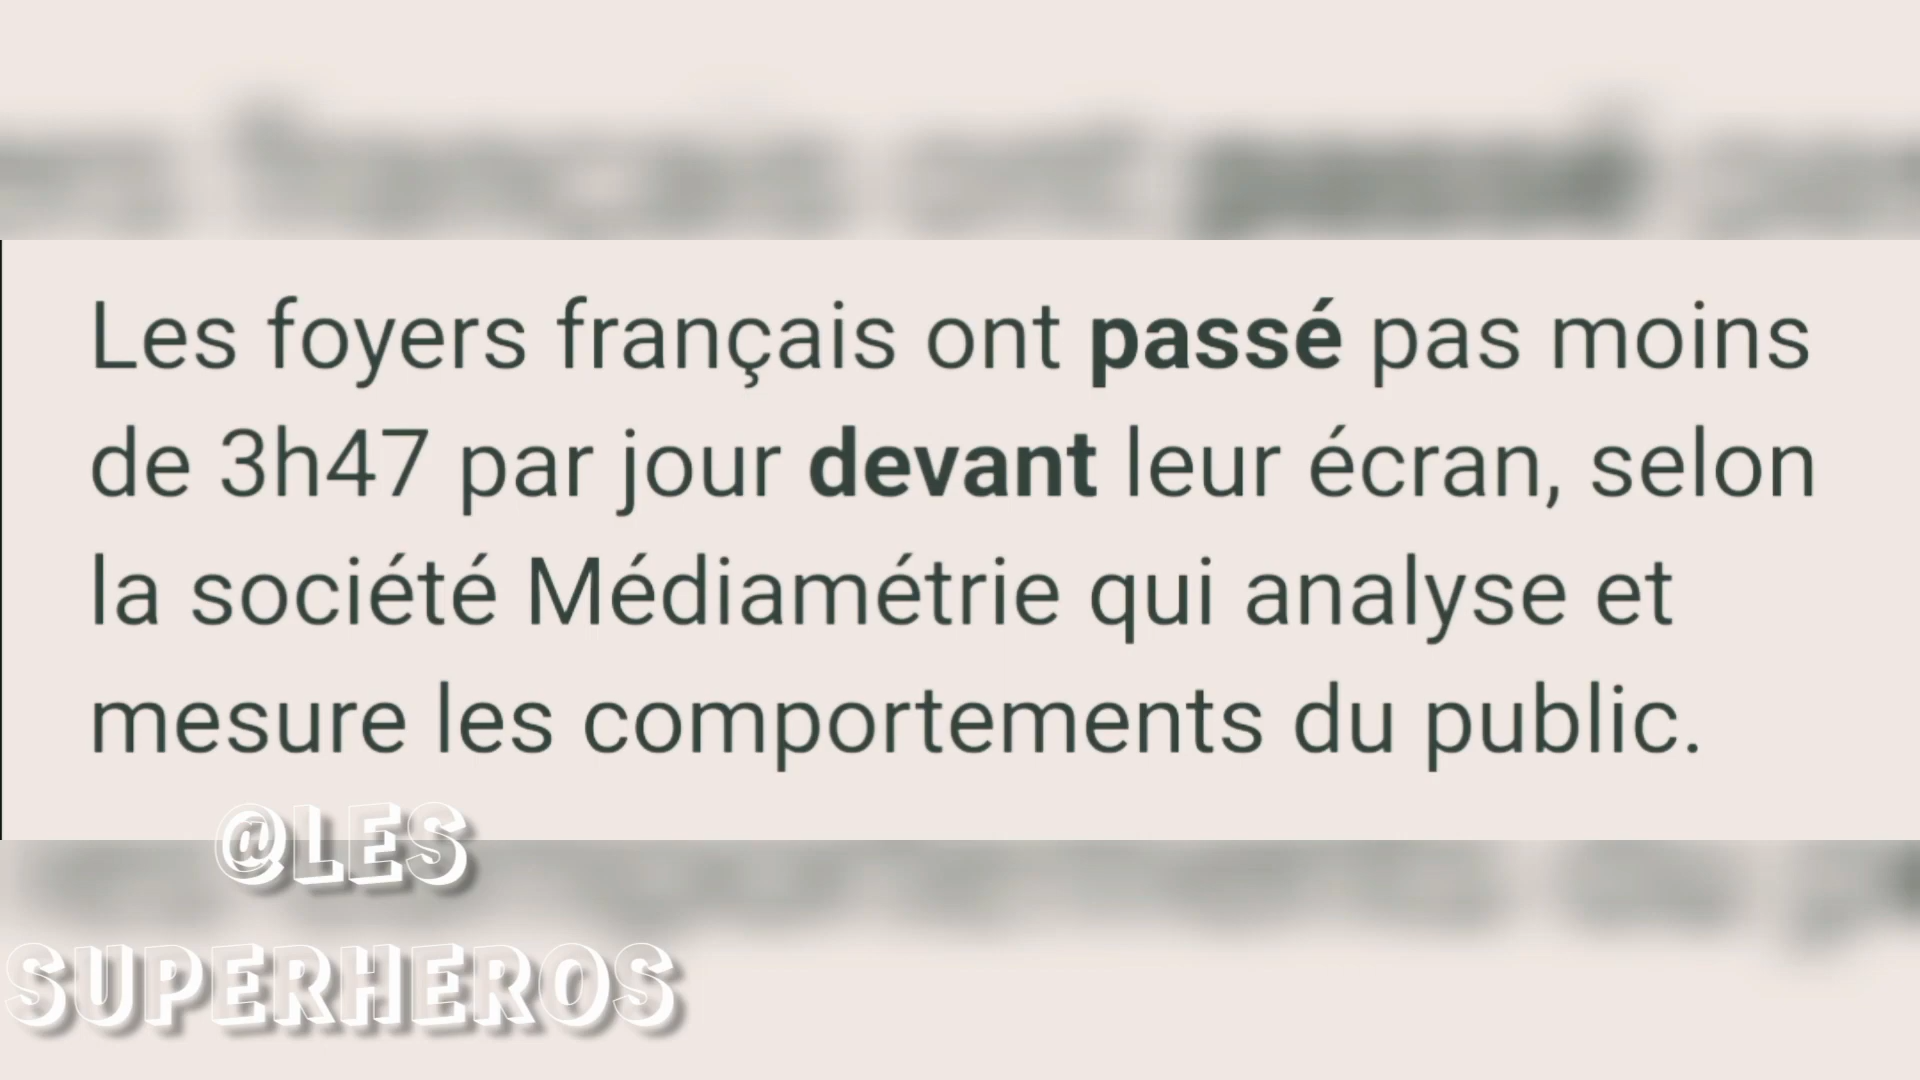 Les foyers français ont passé pas moins
de 3h47 par jour devant leur écran, selon
la société Médiamétrie qui analyse et
mesure les comportements du public.
@LES
SUPERHEROS